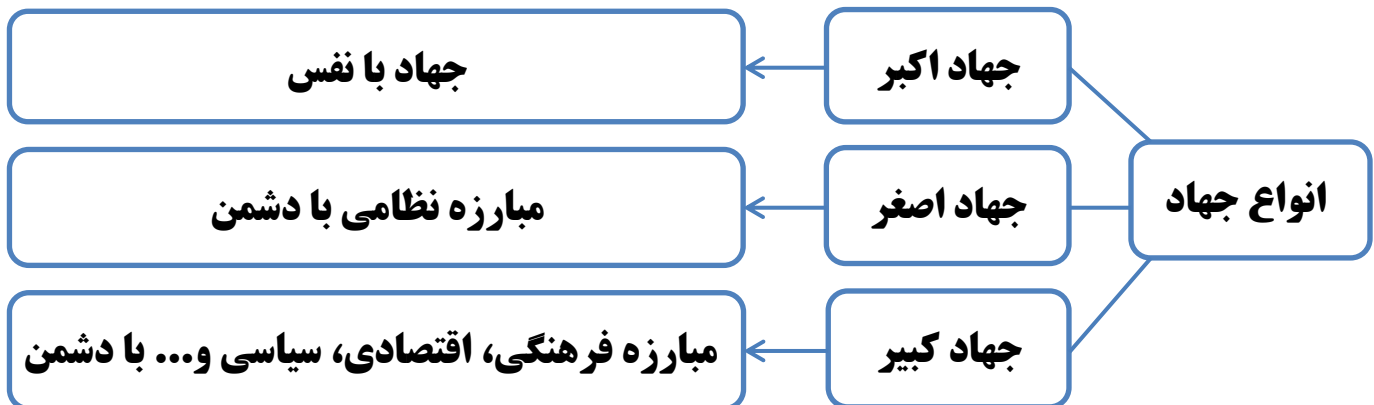 انواع جهاد
جهاد اکبر
جهاد با نفس
جهاد اصغر
مبارزه نظامی با دشمن
جهاد کبیر
مبارزه فرهنگی، اقتصادی، سیاسی و... با دشمن